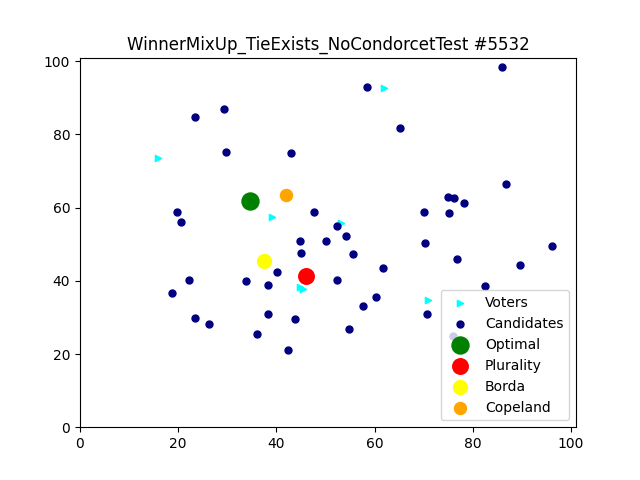 WinnerMixUp_TieExists_NoCondorcetTest #5532
100
80
60
40
20
0
0 20 40 60 80 100
Voters
Candidates
Optimal
Plurality
Borda
Copeland